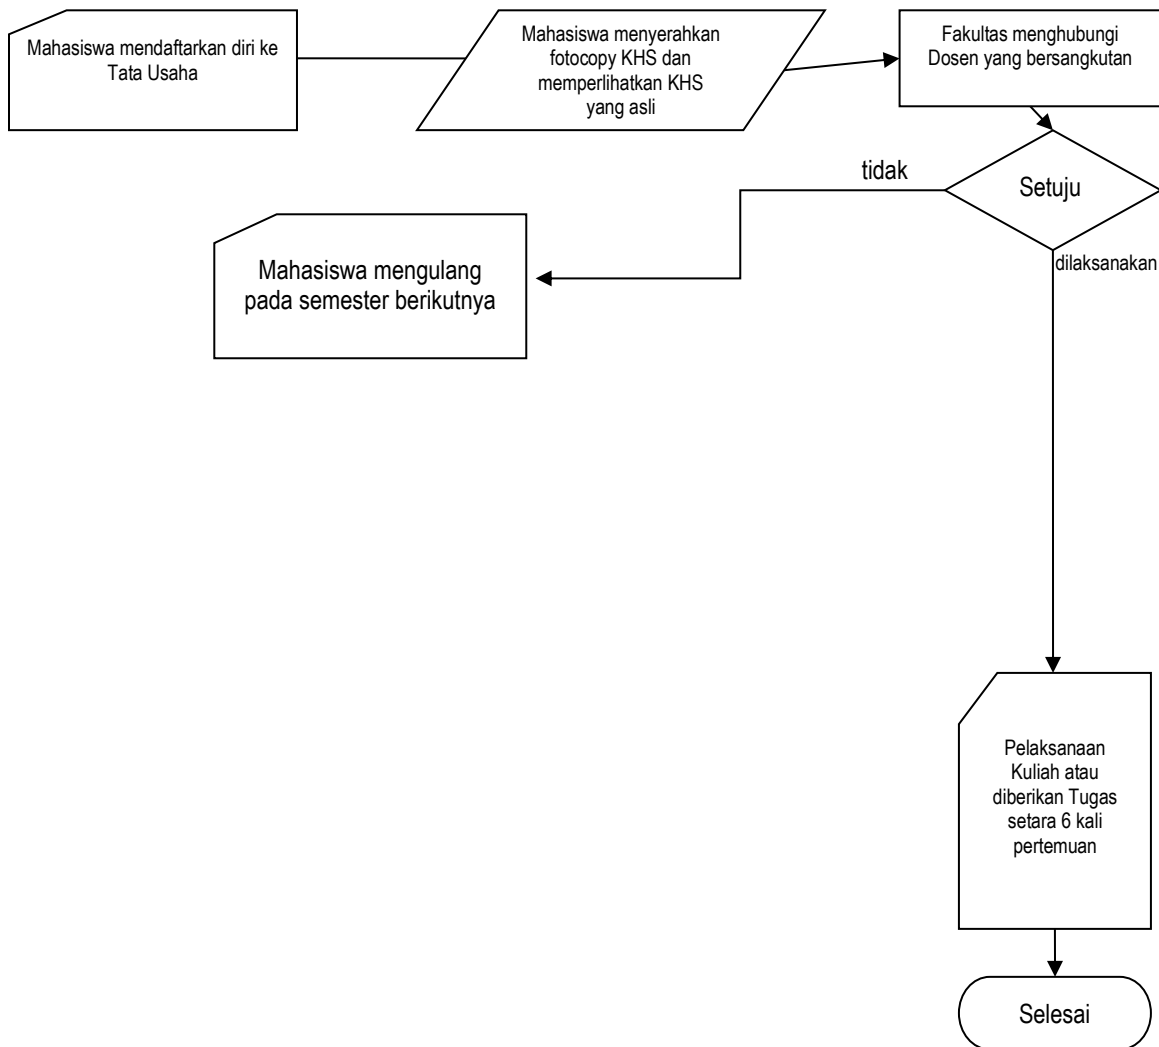 Mahasiswa mendaftarkan diri ke
Tata Usaha
Mahasiswa menyerahkan
fotocopy KHS dan
memperlihatkan KHS
yang asli
Fakultas menghubungi
Dosen yang bersangkutan
Setuju
tidak
dilaksanakan
Mahasiswa mengulang
pada semester berikutnya
Pelaksanaan
Kuliah atau
diberikan Tugas
setara 6 kali
pertemuan
Selesai